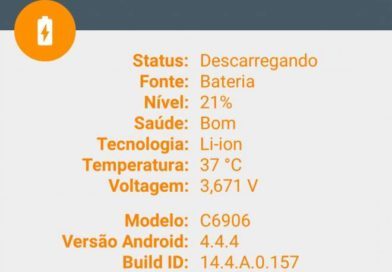 Status: Descarregando
Fonte: Bateria
Nível: 21%
Saúde: Bom
Tecnologia: Li-ion
Temperatura: 37 °C
Voltagem: 3,671 V
Modelo: C6906
Versão Android: 4.4.4
Build ID: 14.4.A.0.157